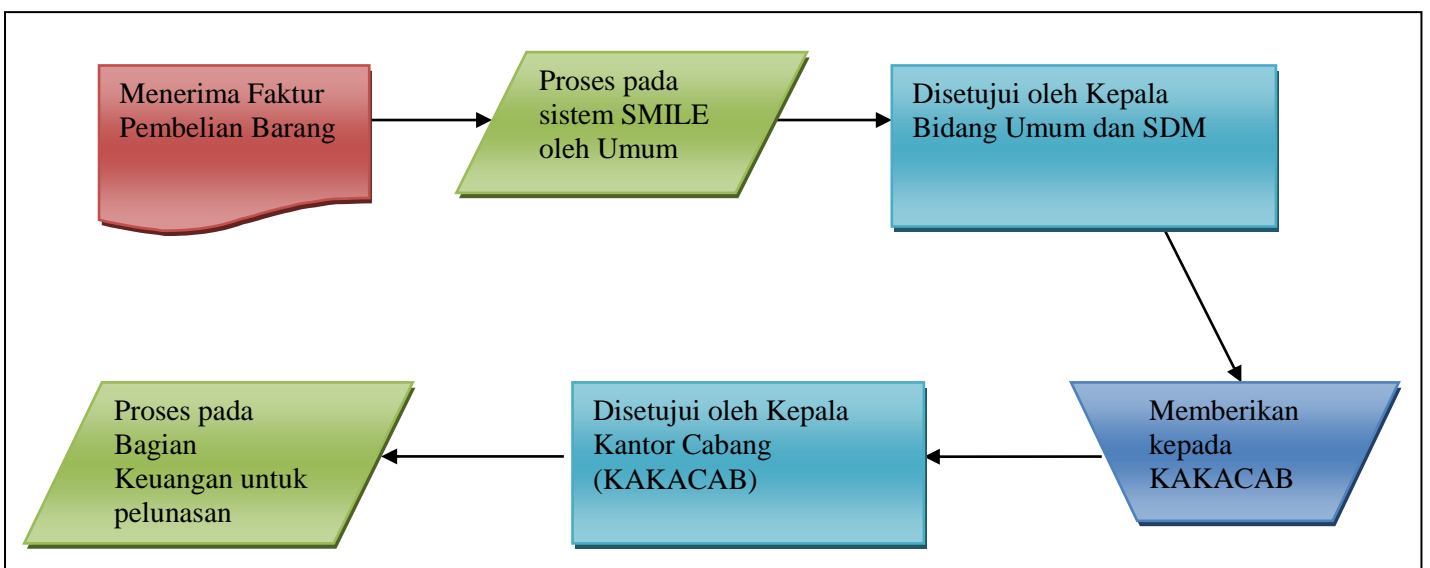 Menerima Faktur
Pembelian Barang
Proses pada
sistem SMILE
oleh Umum
Disetujui oleh Kepala
Bidang Umum dan SDM
Memberikan
kepada
KAKACAB
Disetujui oleh Kepala
Kantor Cabang
(KAKACAB)
Proses pada
Bagian
Keuangan untuk
pelunasan